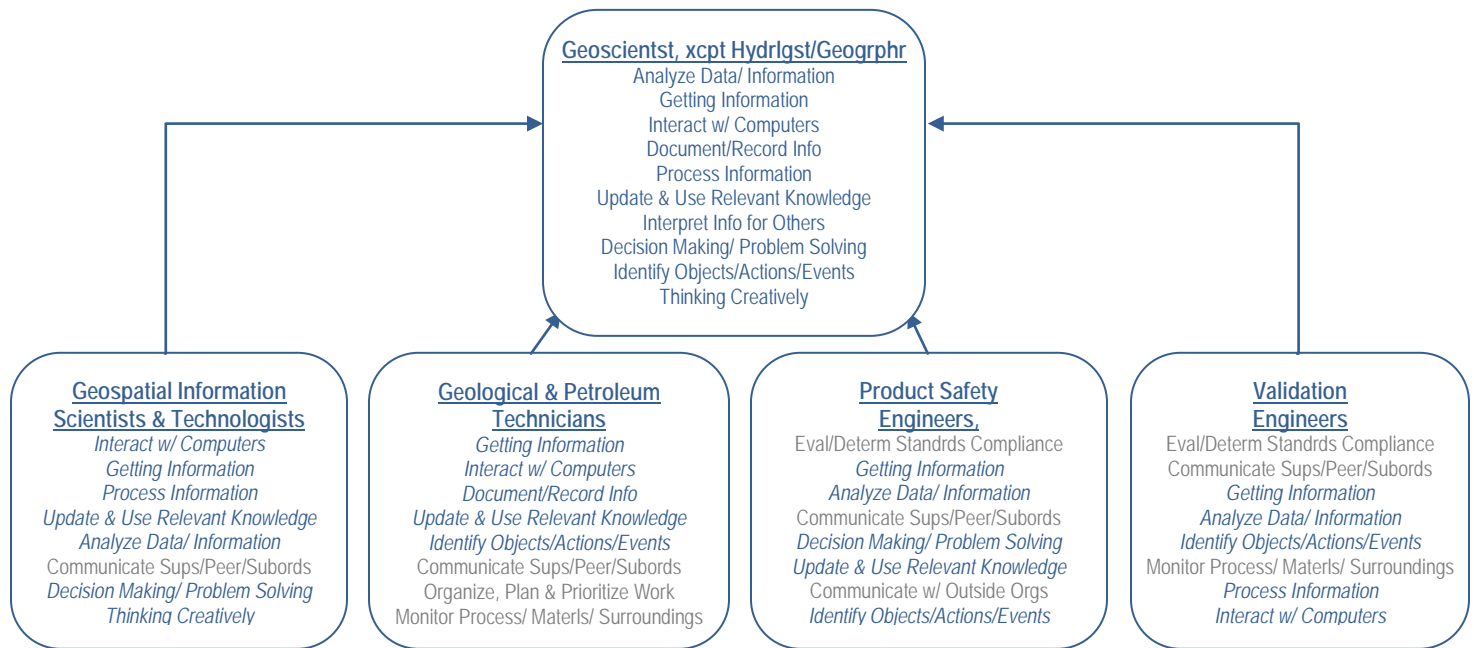 Geoscientst, xcpt Hydrlgst/Geogrphr
Analyze Data/ Information
Getting Information
Interact w/ Computers
Document/Record Info
Process Information
Update & Use Relevant Knowledge
Interpret Info for Others
Decision Making/ Problem Solving
Identify Objects/Actions/Events
Thinking Creatively
Geospatial Information
Scientists & Technologists
Interact w/ Computers
Getting Information
Process Information
Update & Use Relevant Knowledge
Analyze Data/ Information
Communicate Sups/Peer/Subords
Decision Making/ Problem Solving
Thinking Creatively
Geological & Petroleum
Technicians
Getting Information
Interact w/ Computers
Document/Record Info
Update & Use Relevant Knowledge
Identify Objects/Actions/Events
Communicate Sups/Peer/Subords
Organize, Plan & Prioritize Work
Monitor Process/ Materls/ Surroundings
Product Safety
Engineers,
Eval/Determ Standrds Compliance
Getting Information
Analyze Data/ Information
Communicate Sups/Peer/Subords
Decision Making/ Problem Solving
Update & Use Relevant Knowledge
Communicate w/ Outside Orgs
Identify Objects/Actions/Events
Validation
Engineers
Eval/Determ Standrds Compliance
Communicate Sups/Peer/Subords
Getting Information
Analyze Data/ Information
Identify Objects/Actions/Events
Monitor Process/ Materls/ Surroundings
Process Information
Interact w/ Computers